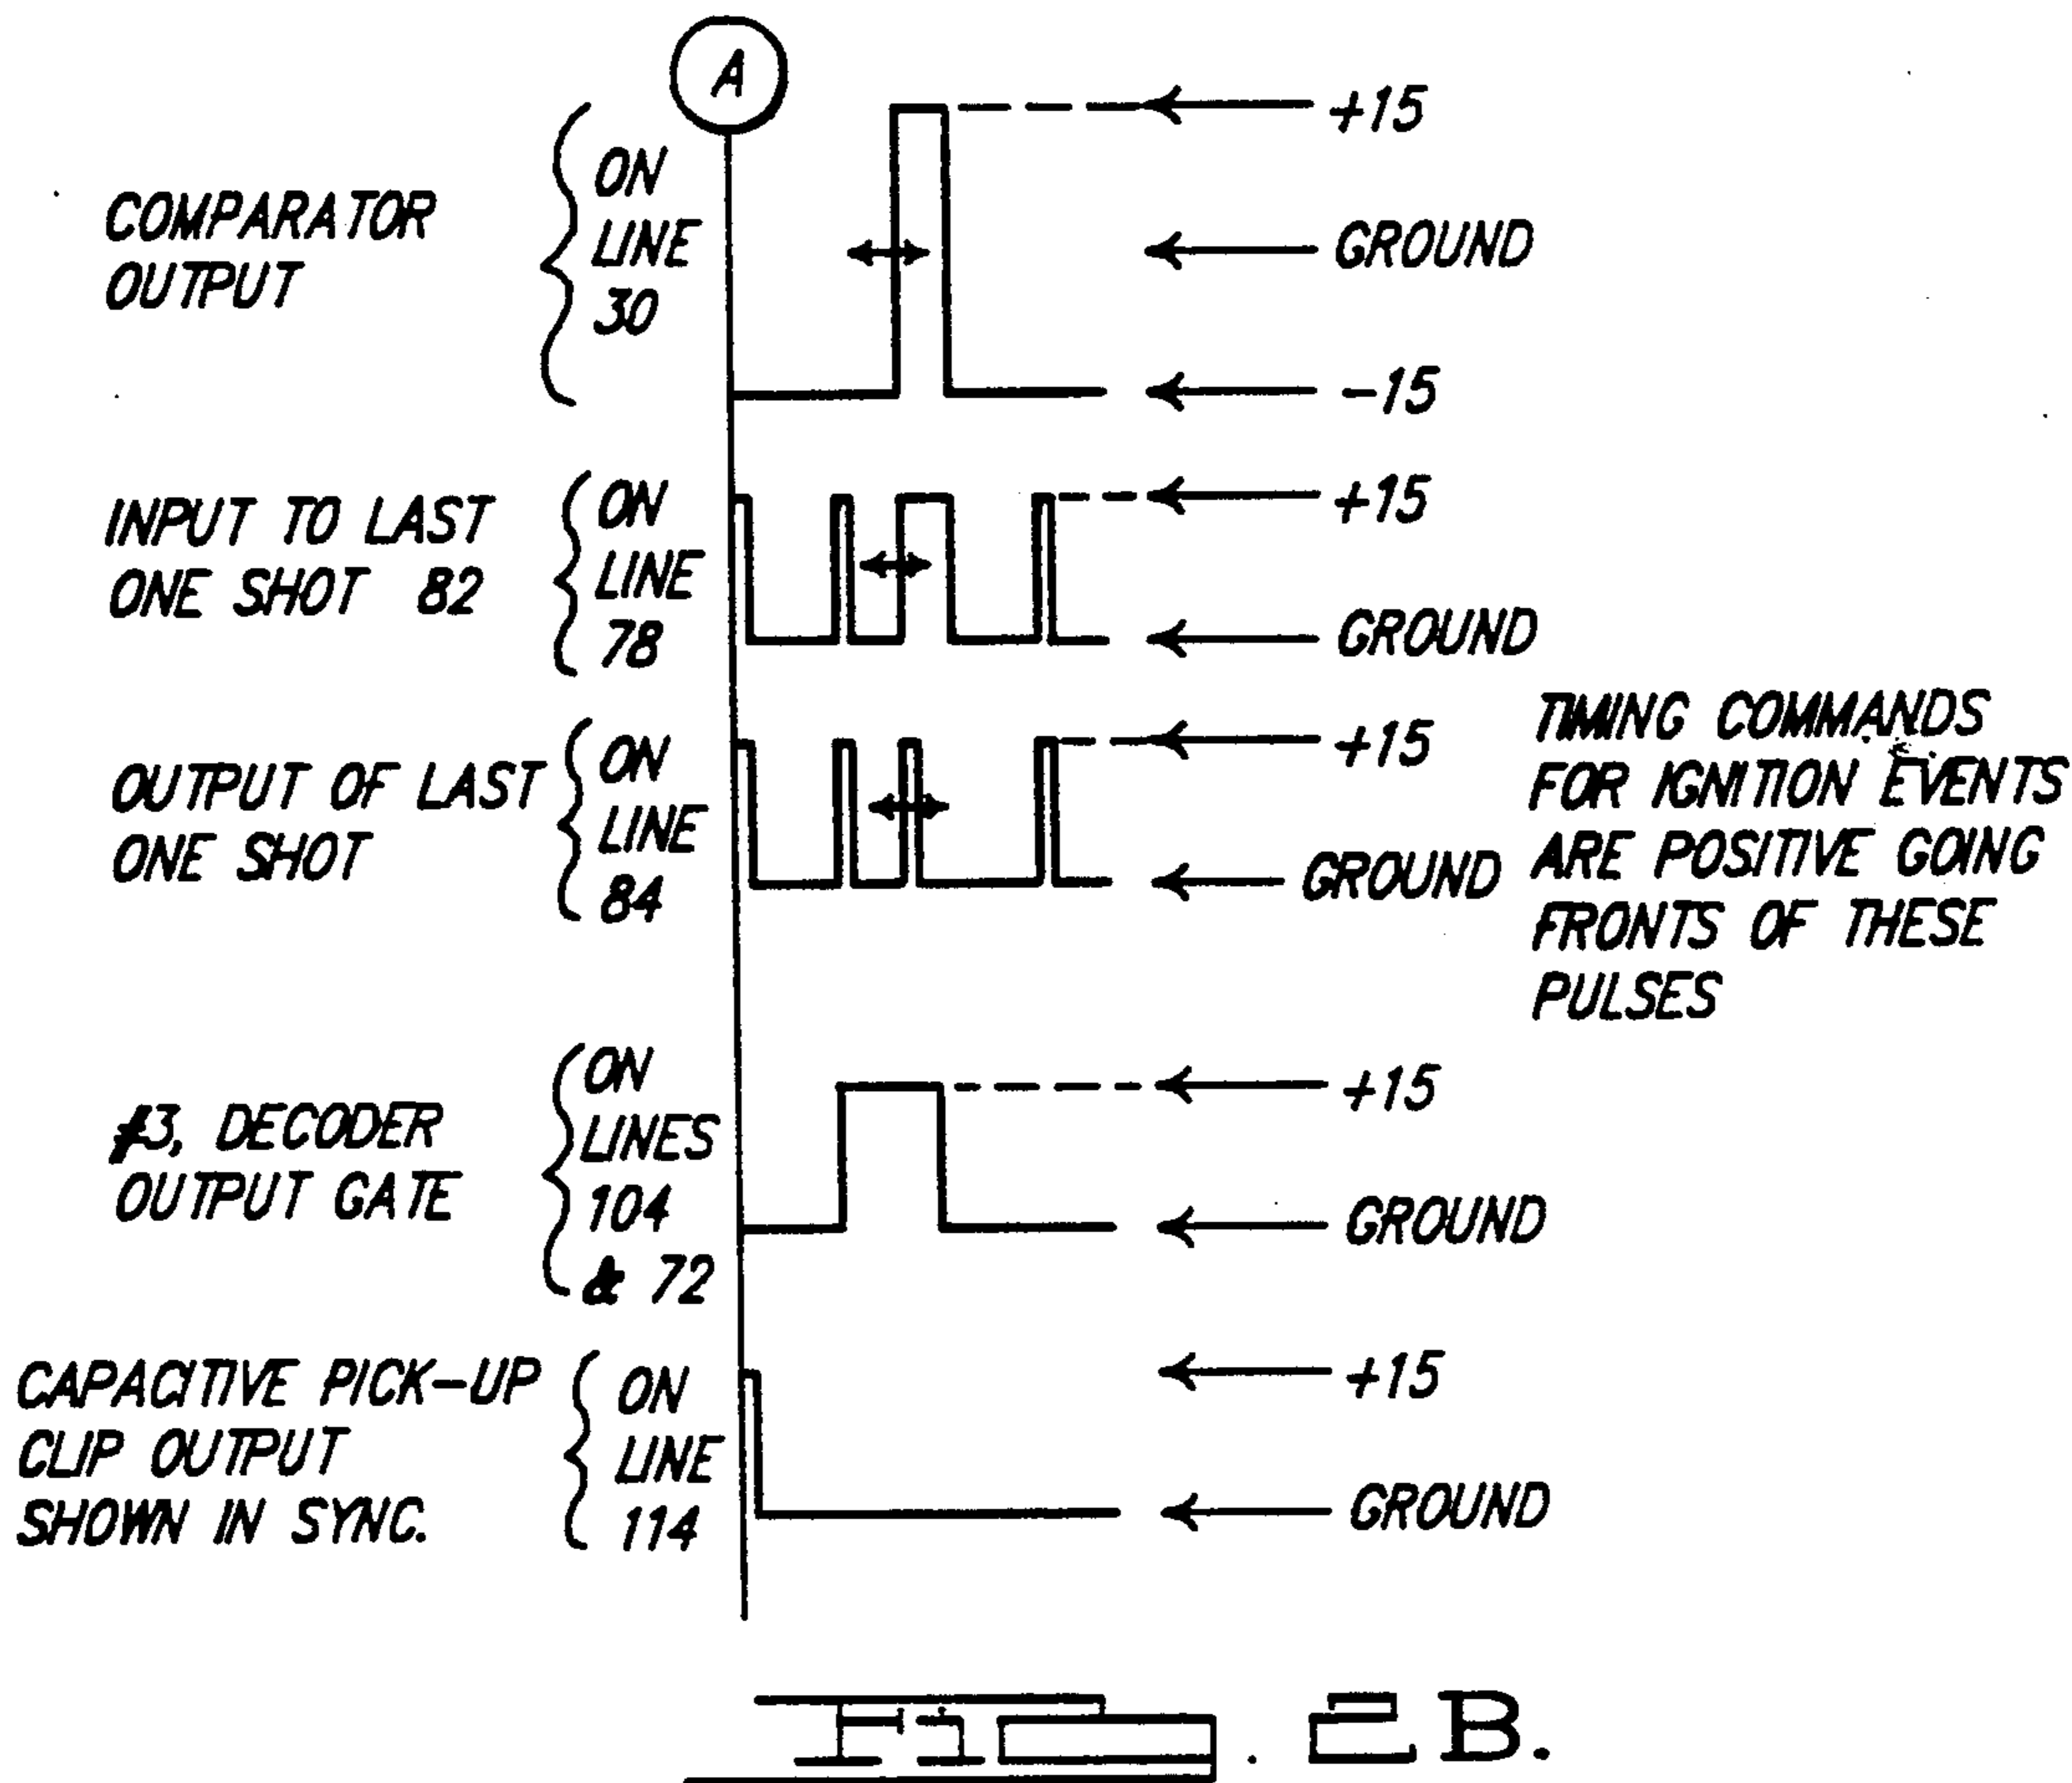 A
COMPARATOR
OUTPUT
ON
LINE
30
+15
GROUND
-15
INPUT TO LAST
ONE SHOT 82
ON
LINE
78
+15
GROUND
OUTPUT OF LAST
ONE SHOT
ON
LINE
84
+15
GROUND
TIMING COMMANDS
FOR IGNITION EVENTS
ARE POSITIVE GOING
FRONTS OF THESE
PULSES
#3, DECODER
OUTPUT GATE
ON
LINES
104
& 72
+15
GROUND
CAPACITIVE PICK-UP
CLIP OUTPUT
SHOWN IN SYNC.
ON
LINE
114
+15
GROUND
FIG. 2B.